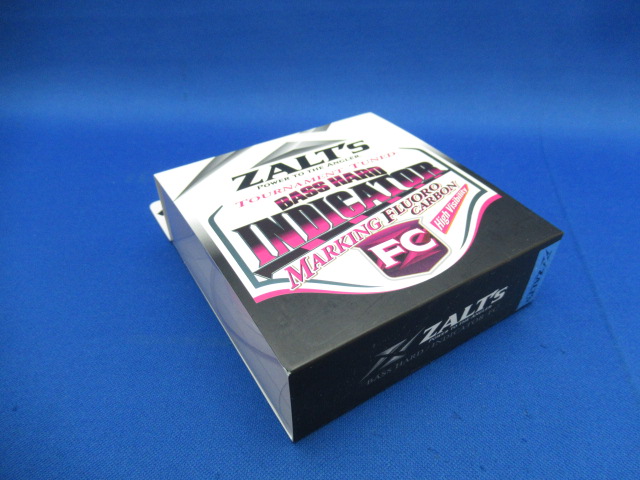 ZALT'S
POWER TO THE ANGLER
TOURNAMENT TUNED
BASS HARD
INDICATOR
MARKING FLUORO
CARBON
High Visibility
FC
ZALT'S
BASS HARD INDICATOR FC